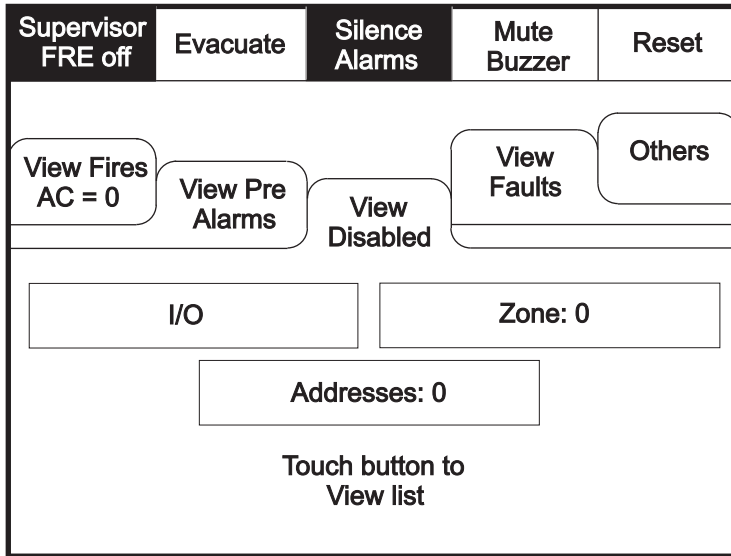 Supervisor
FRE off
Evacuate
Silence
Alarms
Mute
Buzzer
Reset
View Fires
AC = 0
View Pre
Alarms
View
Disabled
View
Faults
Others
I/O
Zone: 0
Addresses: 0
Touch button to
View list